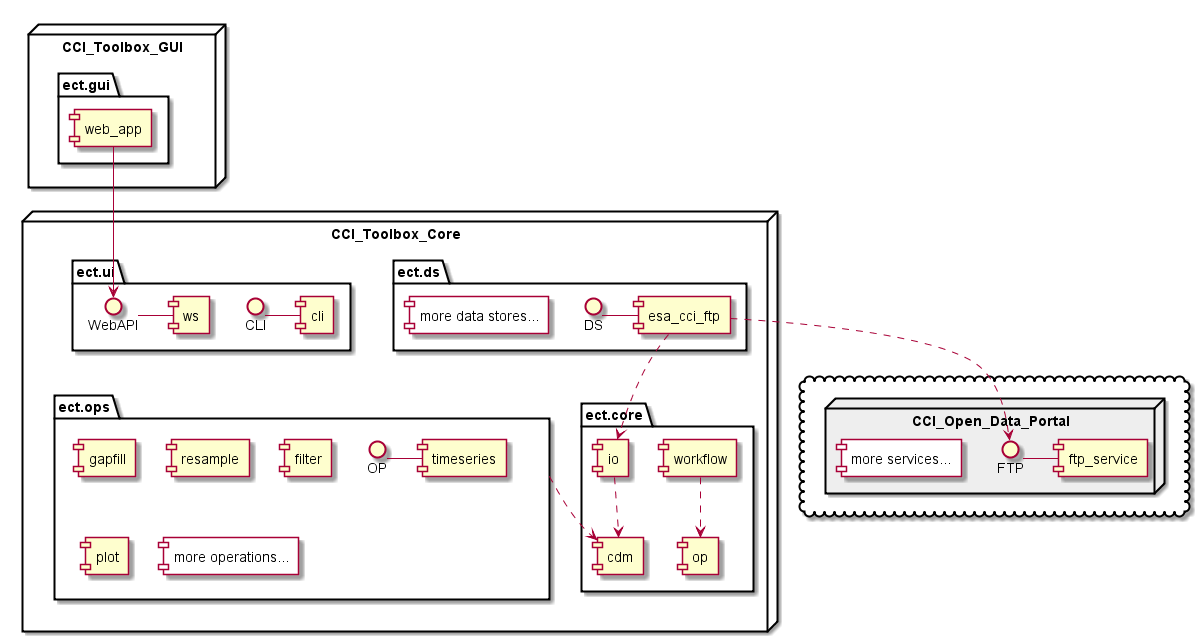 CCI_Toolbox_GUI
ect.gui
web_app
CCI_Toolbox_Core
ect.ui
WebAPI
ws
CLI
cli
ect.ds
more data stores...
DS
esa_cci_ftp
ect.ops
gapfill
resample
filter
OP
timeseries
plot
more operations...
ect.core
io
workflow
cdm
op
CCI_Open_Data_Portal
more services...
FTP
ftp_service